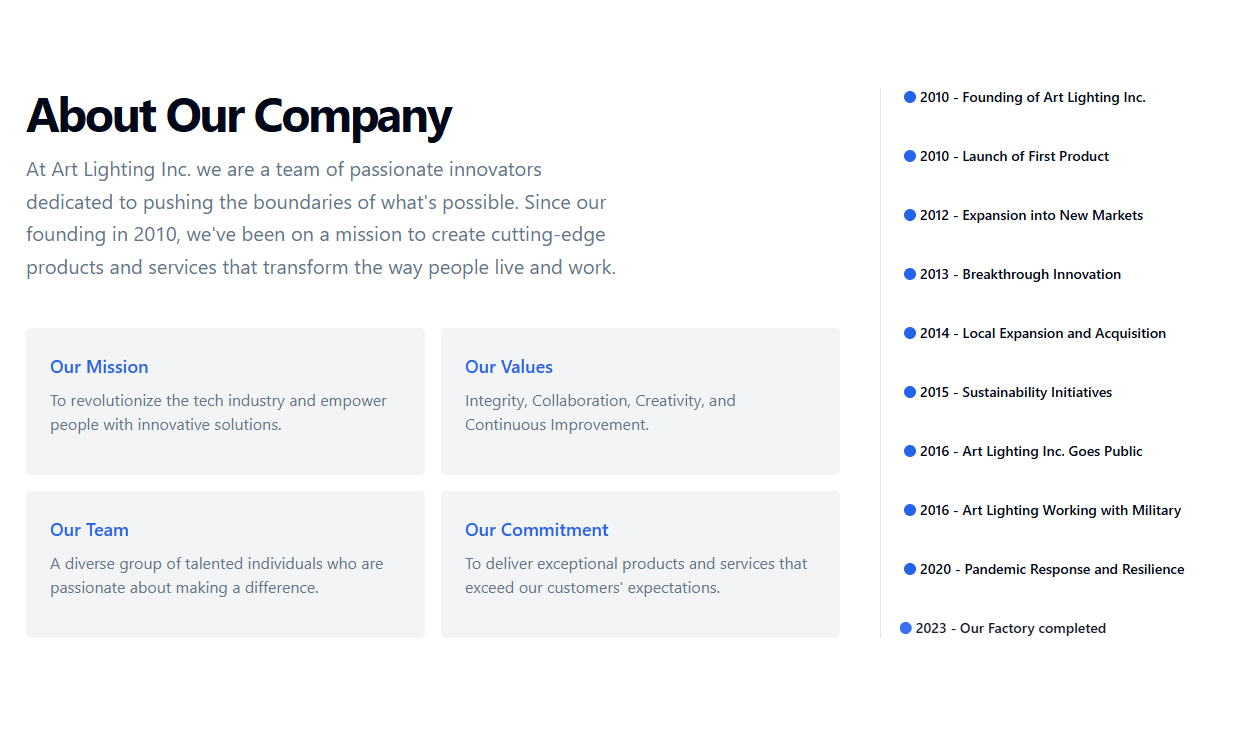 About Our Company
At Art Lighting Inc. we are a team of passionate innovators
dedicated to pushing the boundaries of what's possible. Since our
founding in 2010, we've been on a mission to create cutting-edge
products and services that transform the way people live and work.
Our Mission
To revolutionize the tech industry and empower
people with innovative solutions.
Our Values
Integrity, Collaboration, Creativity, and
Continuous Improvement.
Our Team
A diverse group of talented individuals who are
passionate about making a difference.
Our Commitment
To deliver exceptional products and services that
exceed our customers' expectations.
2010 - Founding of Art Lighting Inc.
2010 - Launch of First Product
2012 - Expansion into New Markets
2013 - Breakthrough Innovation
2014 - Local Expansion and Acquisition
2015 - Sustainability Initiatives
2016 - Art Lighting Inc. Goes Public
2016 - Art Lighting Working with Military
2020 - Pandemic Response and Resilience
2023 - Our Factory completed